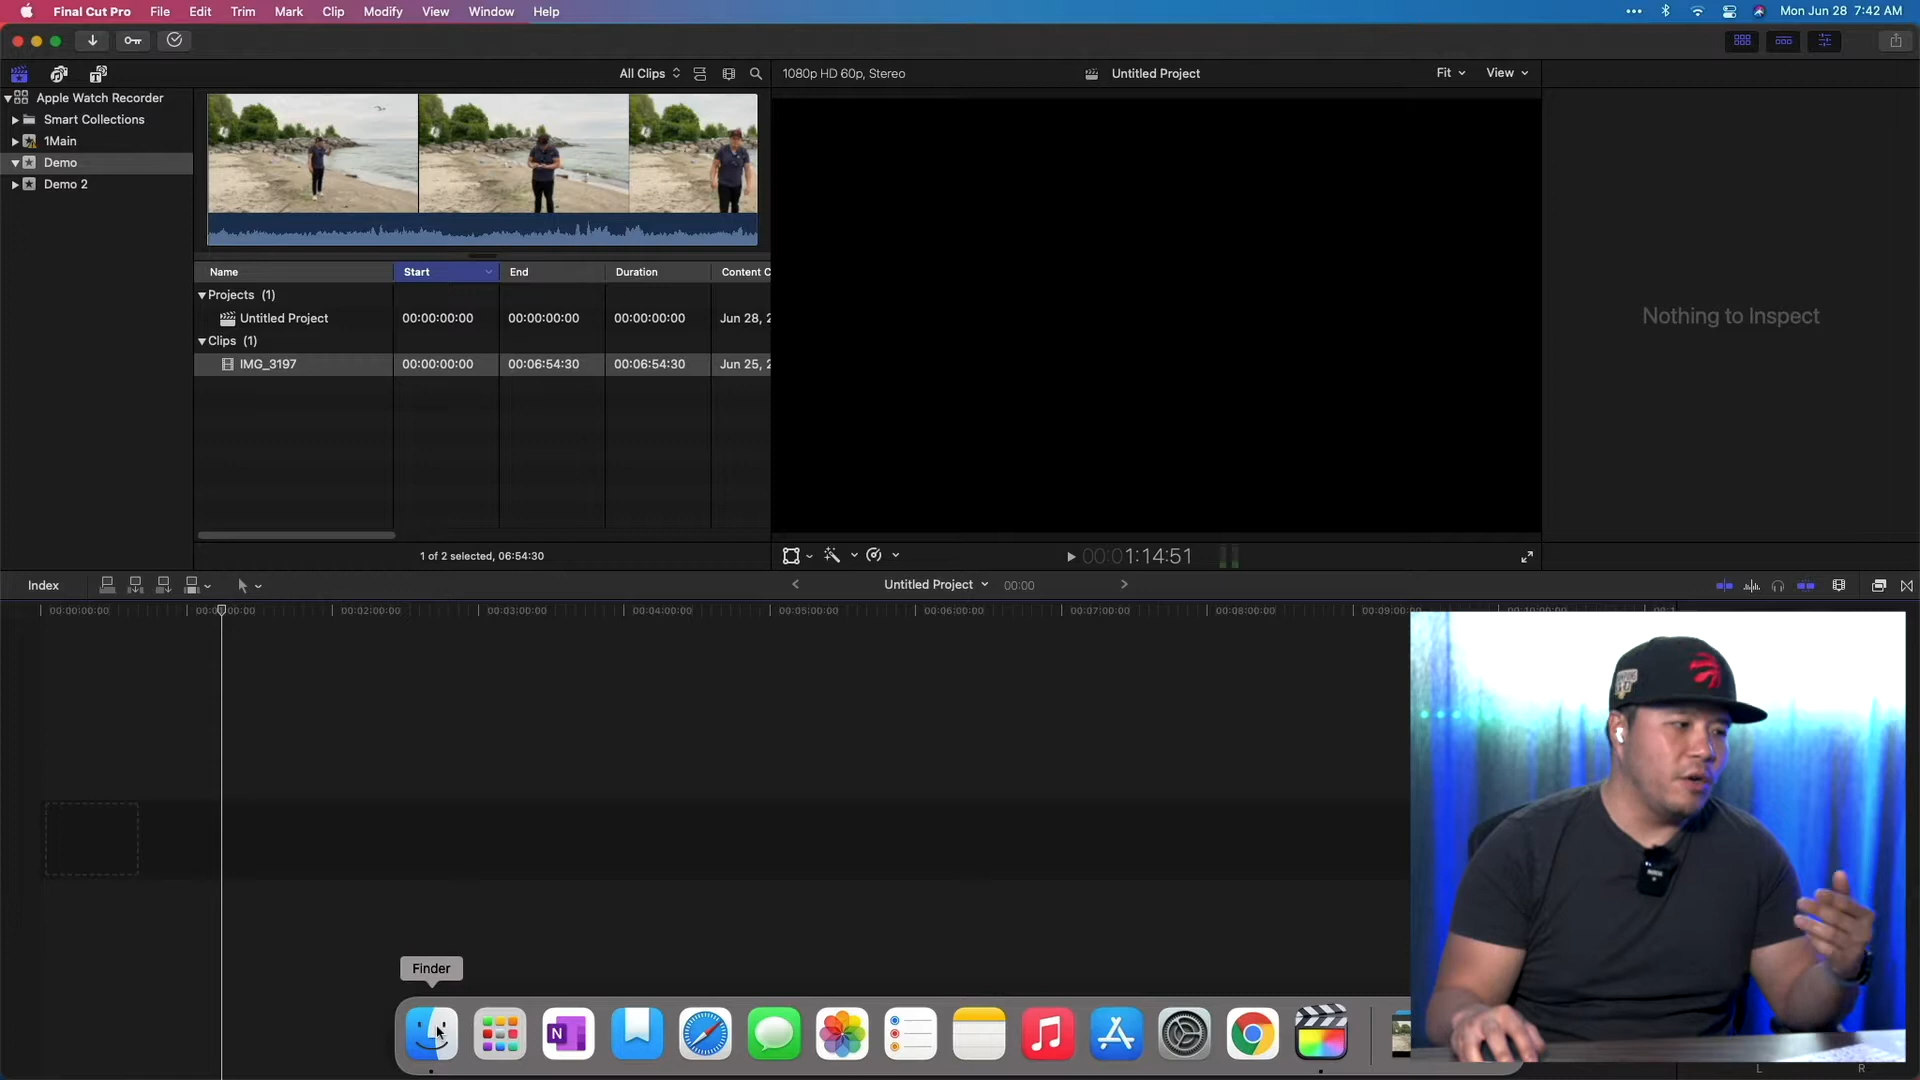 Final Cut Pro File Edit Trim Mark Clip Modify View Window Help Mon Jun 28 7:42 AM
All Clips 1080p HD 60p, Stereo Untitled Project Fit View
Apple Watch Recorder
Smart Collections
1Main
Demo
Demo 2
Name Start End Duration Content C
Projects (1)
Untitled Project 00:00:00:00 00:00:00:00 00:00:00:00 Jun 28, 2
Clips (1)
IMG_3197 00:00:00:00 00:06:54:30 00:06:54:30 Jun 25, 2
Nothing to Inspect
1 of 2 selected, 06:54:30
00:01:14:51
Index Untitled Project 00:00
00:00:00:00 00:02:00:00 00:03:00:00 00:04:00:00 00:05:00:00 00:06:00:00 00:07:00:00 00:08:00:00
Finder
N
L R